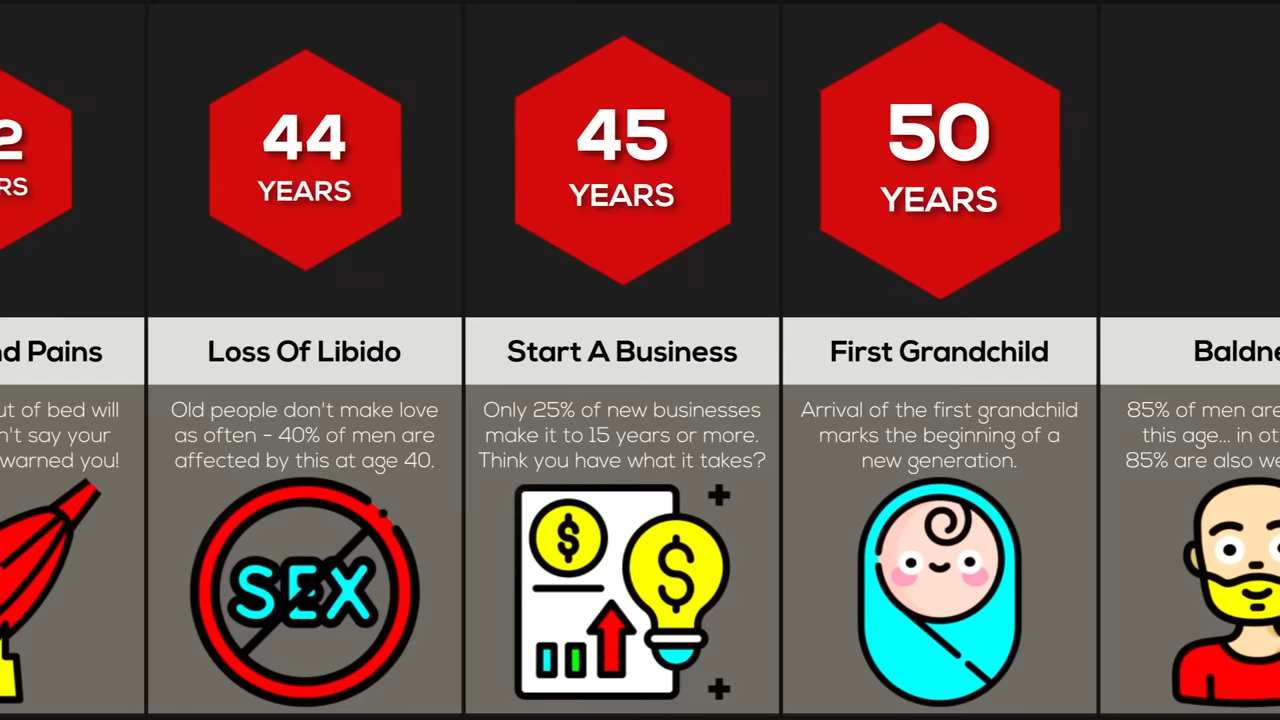 2
RS
nd Pains
ut of bed will
n't say your
warned you!
44
YEARS
Loss Of Libido
Old people don't make love
as often - 40% of men are
affected by this at age 40.
SEX
45
YEARS
Start A Business
Only 25% of new businesses
make it to 15 years or more.
Think you have what it takes?
$
$
50
YEARS
First Grandchild
Arrival of the first grandchild
marks the beginning of a
new generation.
Baldne
85% of men are
this age... in ot
85% are also we